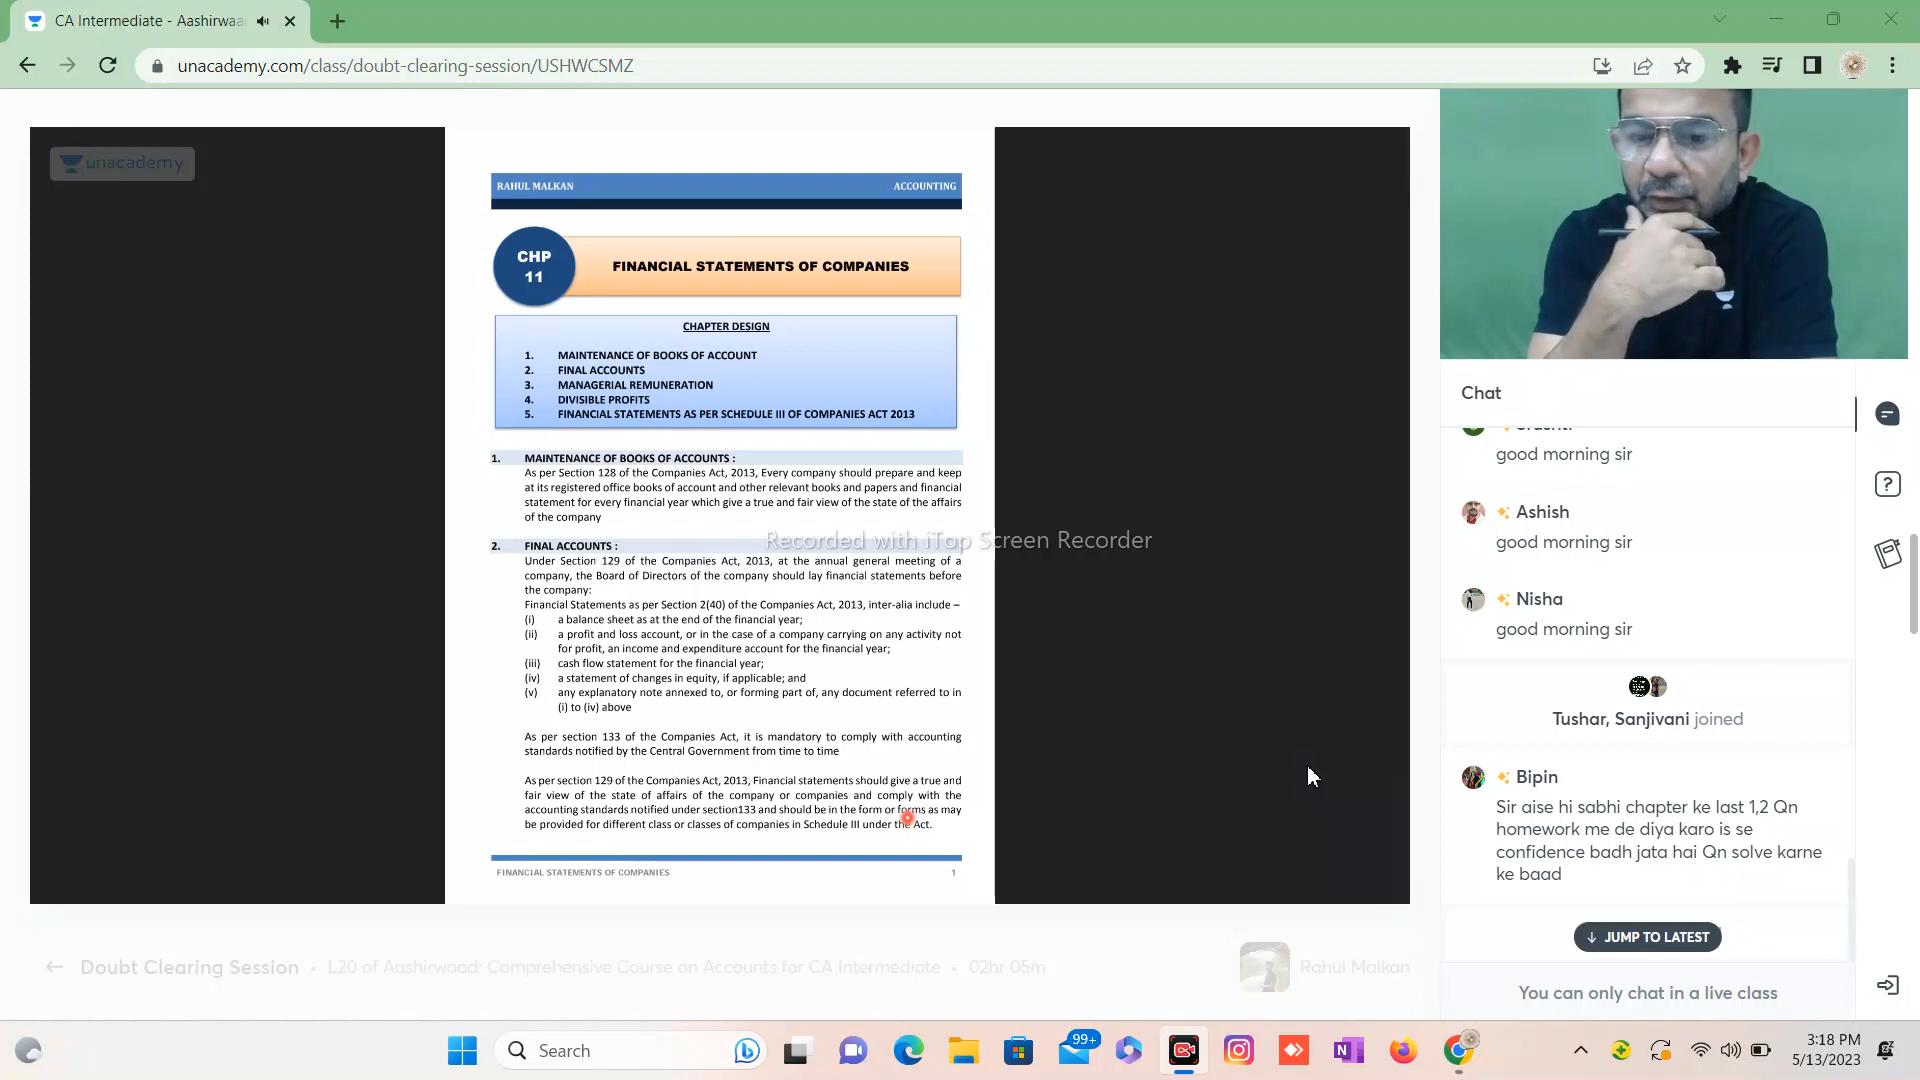 CA Intermediate - Aashirwaa
unacademy.com/class/doubt-clearing-session/USHWCSMZ
unacademy
RAHUL MALKAN ACCOUNTING
CHP
11
FINANCIAL STATEMENTS OF COMPANIES
CHAPTER DESIGN
1. MAINTENANCE OF BOOKS OF ACCOUNT
2. FINAL ACCOUNTS
3. MANAGERIAL REMUNERATION
4. DIVISIBLE PROFITS
5. FINANCIAL STATEMENTS AS PER SCHEDULE III OF COMPANIES ACT 2013
1. MAINTENANCE OF BOOKS OF ACCOUNTS :
As per Section 128 of the Companies Act, 2013, Every company should prepare and keep
at its registered office books of account and other relevant books and papers and financial
statement for every financial year which give a true and fair view of the state of the affairs
of the company
2. FINAL ACCOUNTS :
Under Section 129 of the Companies Act, 2013, at the annual general meeting of a
company, the Board of Directors of the company should lay financial statements before
the company:
Financial Statements as per Section 2(40) of the Companies Act, 2013, inter-alia include –
(i) a balance sheet as at the end of the financial year;
(ii) a profit and loss account, or in the case of a company carrying on any activity not
for profit, an income and expenditure account for the financial year;
(iii) cash flow statement for the financial year;
(iv) a statement of changes in equity, if applicable; and
(v) any explanatory note annexed to, or forming part of, any document referred to in
(i) to (iv) above
As per section 133 of the Companies Act, it is mandatory to comply with accounting
standards notified by the Central Government from time to time
As per section 129 of the Companies Act, 2013, Financial statements should give a true and
fair view of the state of affairs of the company or companies and comply with the
accounting standards notified under section133 and should be in the form or forms as may
be provided for different class or classes of companies in Schedule III under the Act.
FINANCIAL STATEMENTS OF COMPANIES 1
Recorded with iTop Screen Recorder
Doubt Clearing Session • L20 of Aashirwaad: Comprehensive Course on Accounts for CA Intermediate • 02hr 05m
Rahul Malkan
Chat
good morning sir
Ashish
good morning sir
Nisha
good morning sir
Tushar, Sanjivani joined
Bipin
Sir aise hi sabhi chapter ke last 1,2 Qn
homework me de diya karo is se
confidence badh jata hai Qn solve karne
ke baad
JUMP TO LATEST
You can only chat in a live class
Search
99+
3:18 PM
5/13/2023